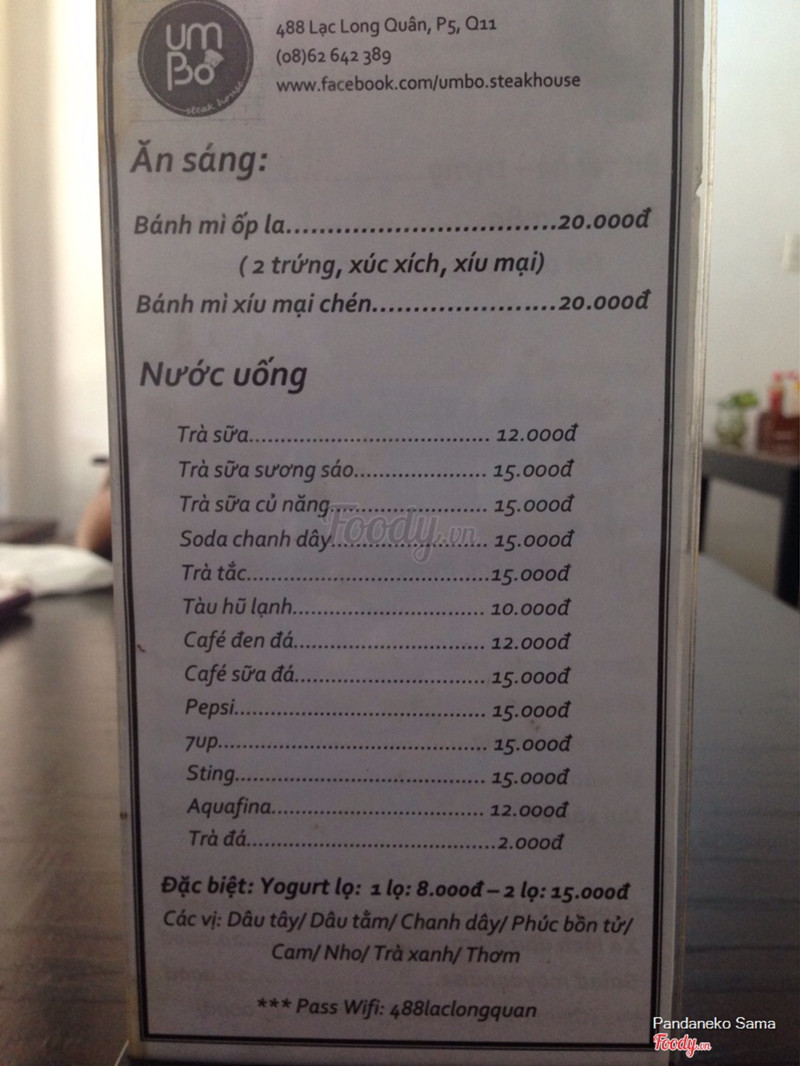 um
Bò
steak house
488 Lạc Long Quân, P5, Q11
(08)62 642 389
www.facebook.com/umbo.steakhouse
Ăn sáng:
Bánh mì ốp la.................................20.000đ
( 2 trứng, xúc xích, xíu mại)
Bánh mì xíu mại chén......................20.000đ
Nước uống
Trà sữa........................................ 12.000đ
Trà sữa sương sáo...................... 15.000đ
Trà sữa củ năng.......................... 15.000đ
Soda chanh dây.......................... 15.000đ
Trà tắc........................................15.000đ
Tàu hũ lạnh................................ 10.000đ
Café đen đá................................ 12.000đ
Café sữa đá................................ 15.000đ
Pepsi.......................................... 15.000đ
7up............................................. 15.000đ
Sting.......................................... 15.000đ
Aquafina.................................... 12.000đ
Trà đá.........................................2.000đ
Đặc biệt: Yogurt lọ: 1 lọ: 8.000đ – 2 lọ: 15.000đ
Các vị: Dâu tây/ Dâu tằm/ Chanh dây/ Phúc bồn tử/
Cam/ Nho/ Trà xanh/ Thơm
*** Pass Wifi: 488laclongquan
Foody.vn
Pandaneko Sama
Foody.vn